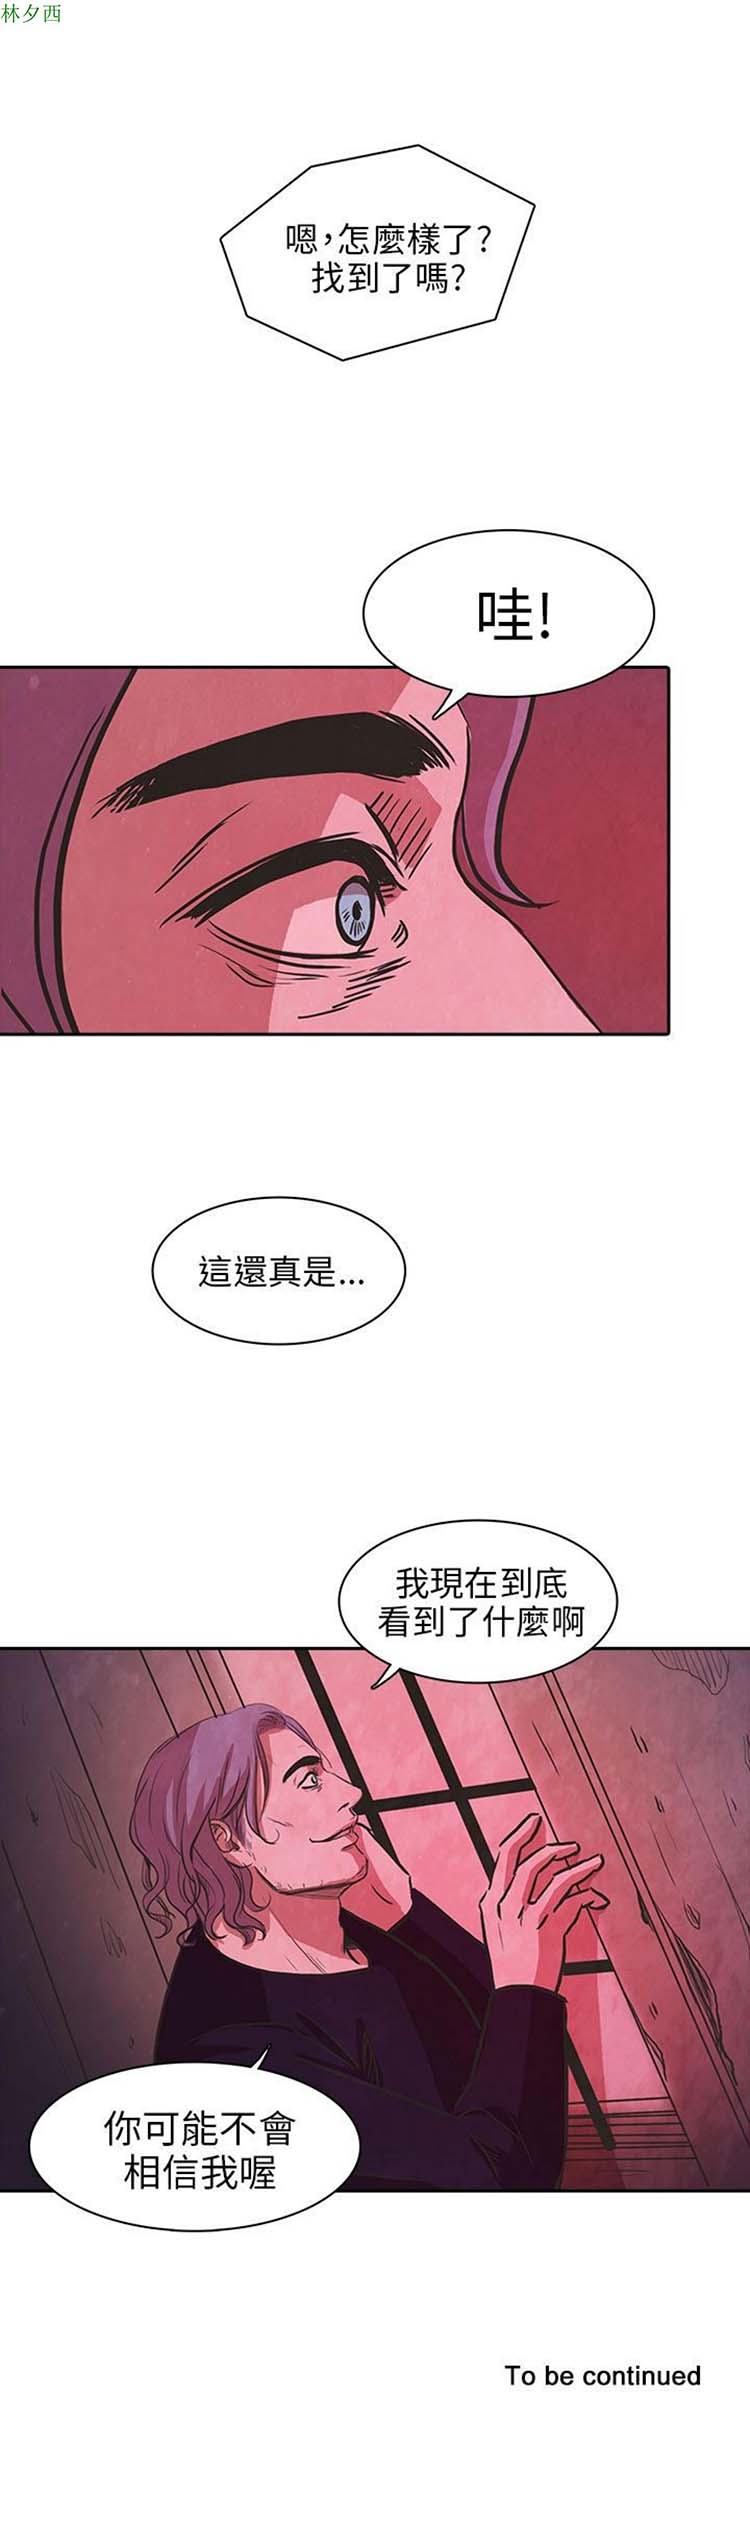 林夕西
嗯，怎麼樣了?
找到了嗎?
哇!
這還真是...
我現在到底
看到了什麼啊
你可能不會
相信我喔
To be continued